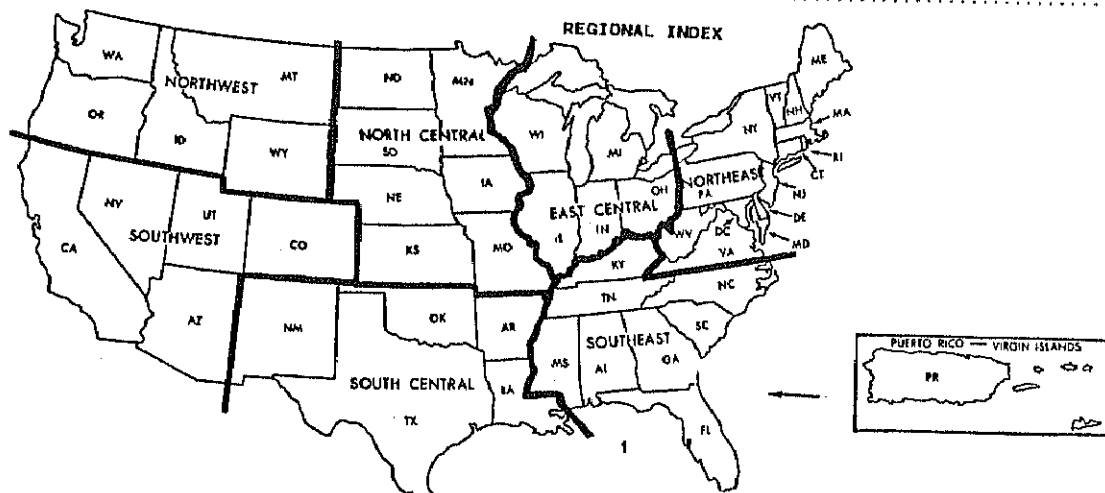 REGIONAL INDEX
WA
MT
ND
MN
ME
NORTHWEST
VT
NH
OR
MA
NY
WI
ID
NORTH CENTRAL
MI
SD
RI
WY
CT
IA
OH
NORTHEAST
PA
NE
NJ
NV
UT
EAST CENTRAL
DE
IL
IN
WV
DC
SOUTHWEST
CO
KS
MO
VA
MD
CA
KY
NC
TN
AZ
NM
OK
AR
SC
SOUTHEAST
MS
AL
GA
PUERTO RICO — VIRGIN ISLANDS
PR
SOUTH CENTRAL
LA
TX
FL
1